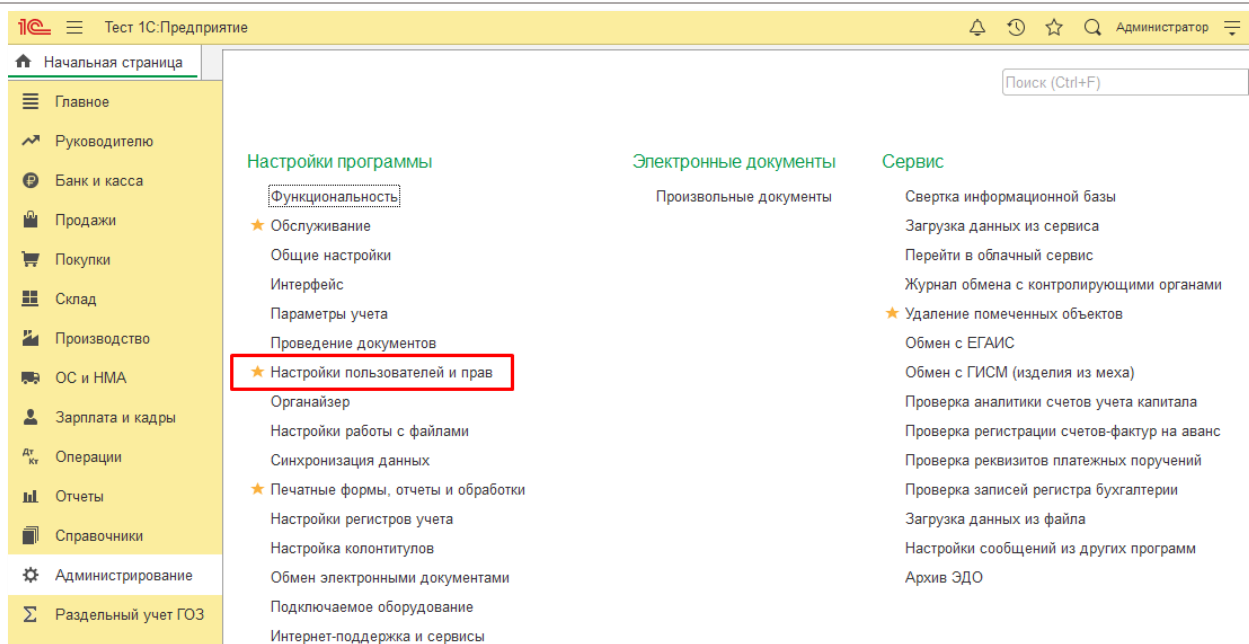 1С Тест 1С:Предприятие Администратор
Начальная страница
Поиск (Ctrl+F)
Главное
Руководителю
Банк и касса
Продажи
Покупки
Склад
Производство
ОС и НМА
Зарплата и кадры
Дт Кт Операции
Отчеты
Справочники
Администрирование
Раздельный учет ГОЗ
Настройки программы
Функциональность
Обслуживание
Общие настройки
Интерфейс
Параметры учета
Проведение документов
Настройки пользователей и прав
Органайзер
Настройки работы с файлами
Синхронизация данных
Печатные формы, отчеты и обработки
Настройки регистров учета
Настройка колонтитулов
Обмен электронными документами
Подключаемое оборудование
Интернет-поддержка и сервисы
Электронные документы
Произвольные документы
Сервис
Свертка информационной базы
Загрузка данных из сервиса
Перейти в облачный сервис
Журнал обмена с контролирующими органами
Удаление помеченных объектов
Обмен с ЕГАИС
Обмен с ГИСМ (изделия из меха)
Проверка аналитики счетов учета капитала
Проверка регистрации счетов-фактур на аванс
Проверка реквизитов платежных поручений
Проверка записей регистра бухгалтерии
Загрузка данных из файла
Настройки сообщений из других программ
Архив ЭДО